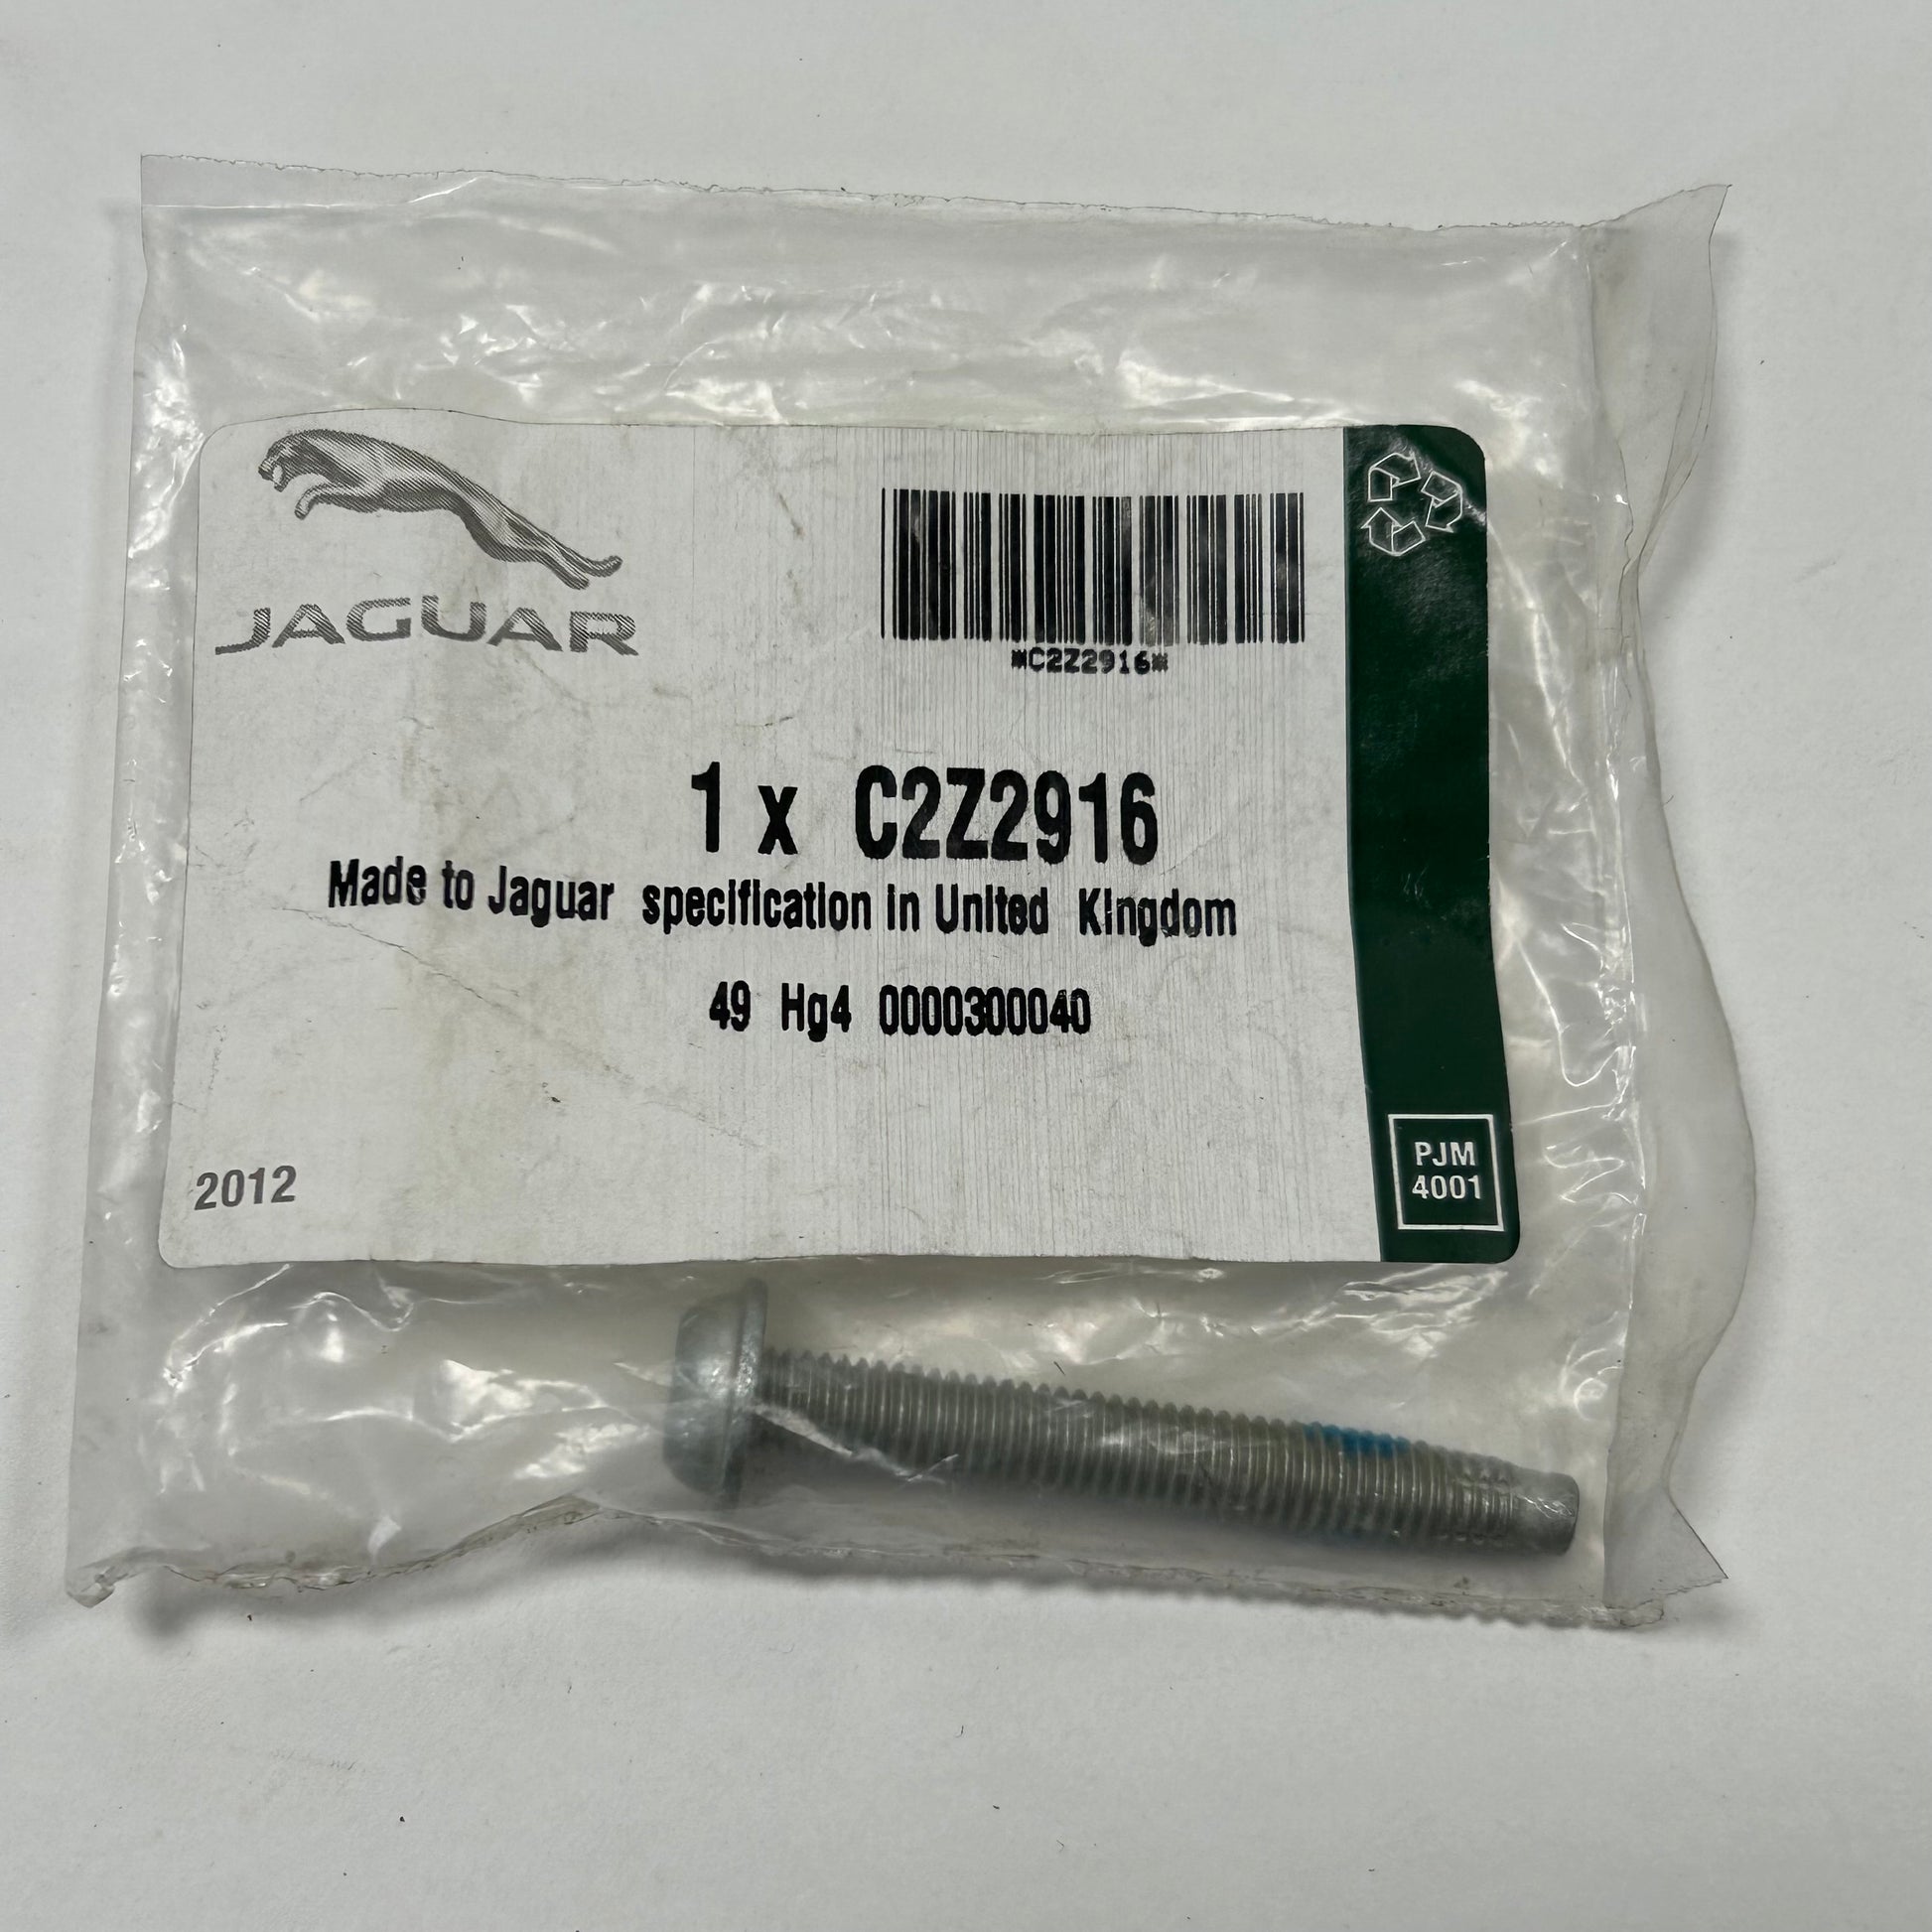 JAGUAR
*C2Z2916*
1 x C2Z2916
Made to Jaguar specification in United Kingdom
49 Hg4 0000300040
2012
PJM
4001